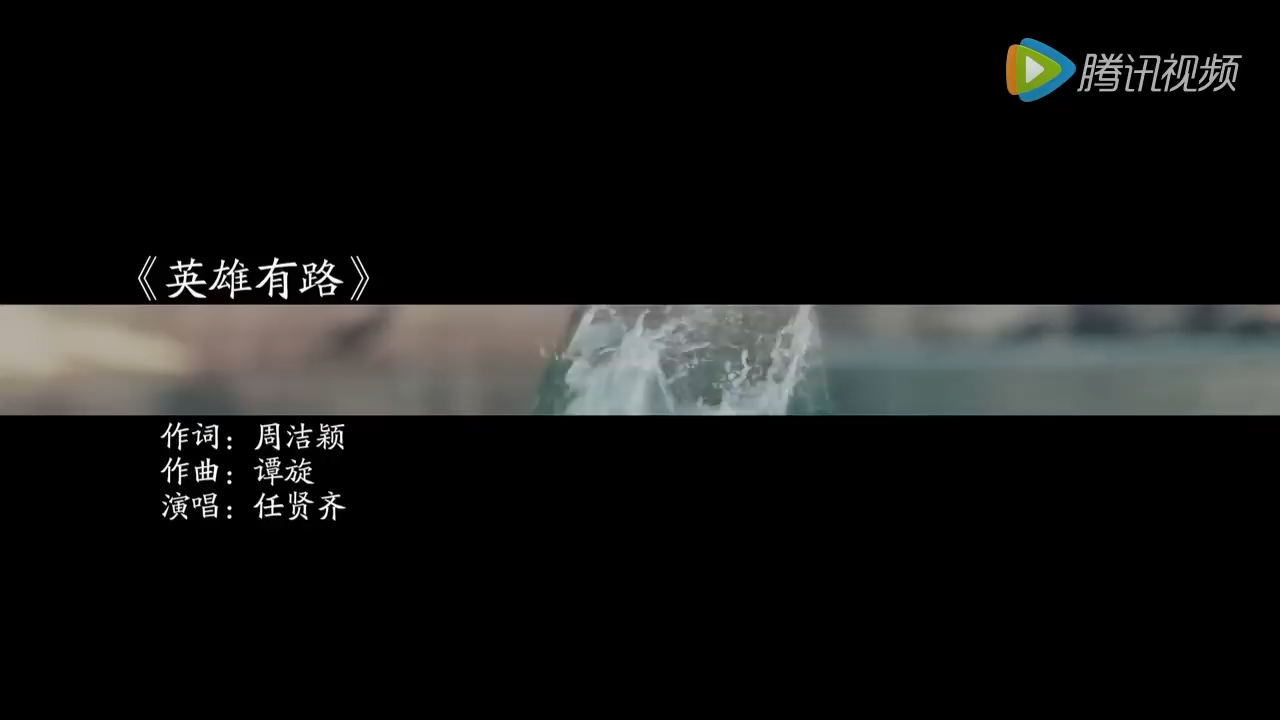 腾讯视频
《英雄有路》
作词：周洁颖
作曲：谭旋
演唱：任贤齐